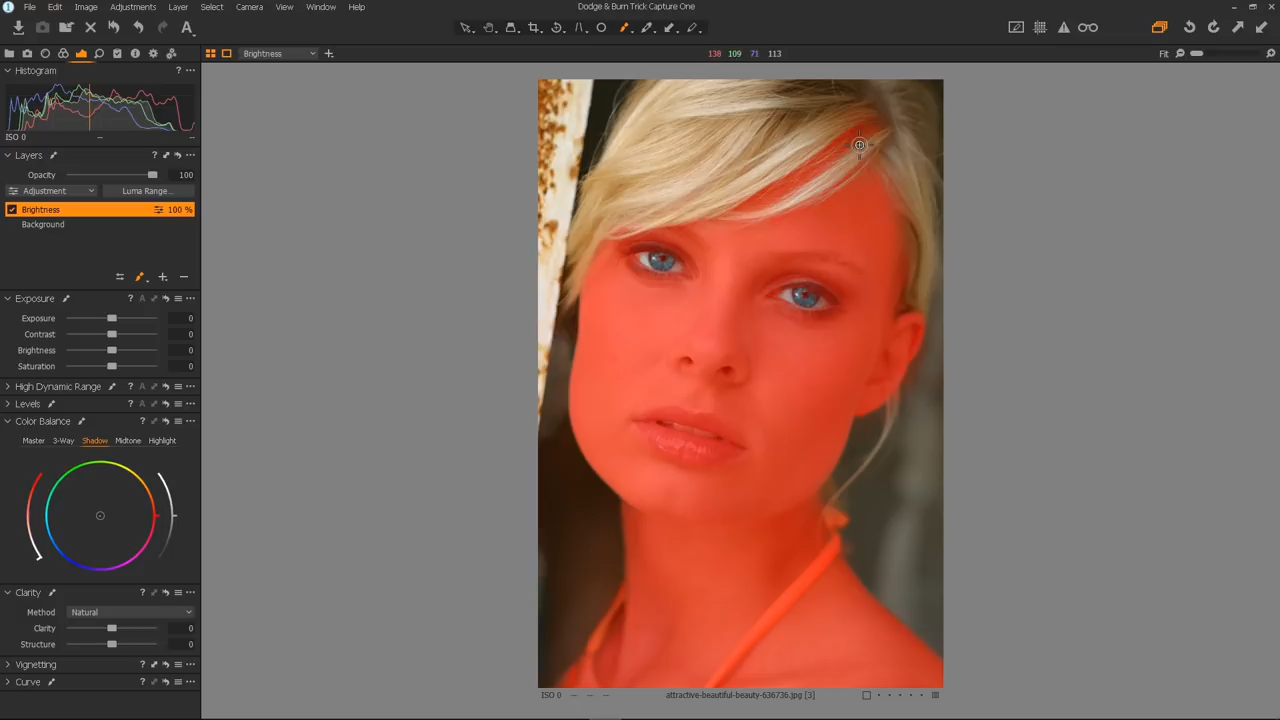 Dodge & Burn Trick Capture One
File Edit Image Adjustments Layer Select Camera View Window Help
Brightness
138 109 71 113
Fit
Histogram ? ...
ISO 0 --
Layers ?
Opacity 100
Adjustment Luma Range...
Brightness 100 %
Background
Exposure ? A
Exposure 0
Contrast 0
Brightness 0
Saturation 0
High Dynamic Range ? A
Levels ? A
Color Balance ?
Master 3-Way Shadow Midtone Highlight
Clarity ?
Method Natural
Clarity 0
Structure 0
Vignetting ?
Curve ? A
ISO 0 -- -- -- attractive-beautiful-beauty-636736.jpg [3]